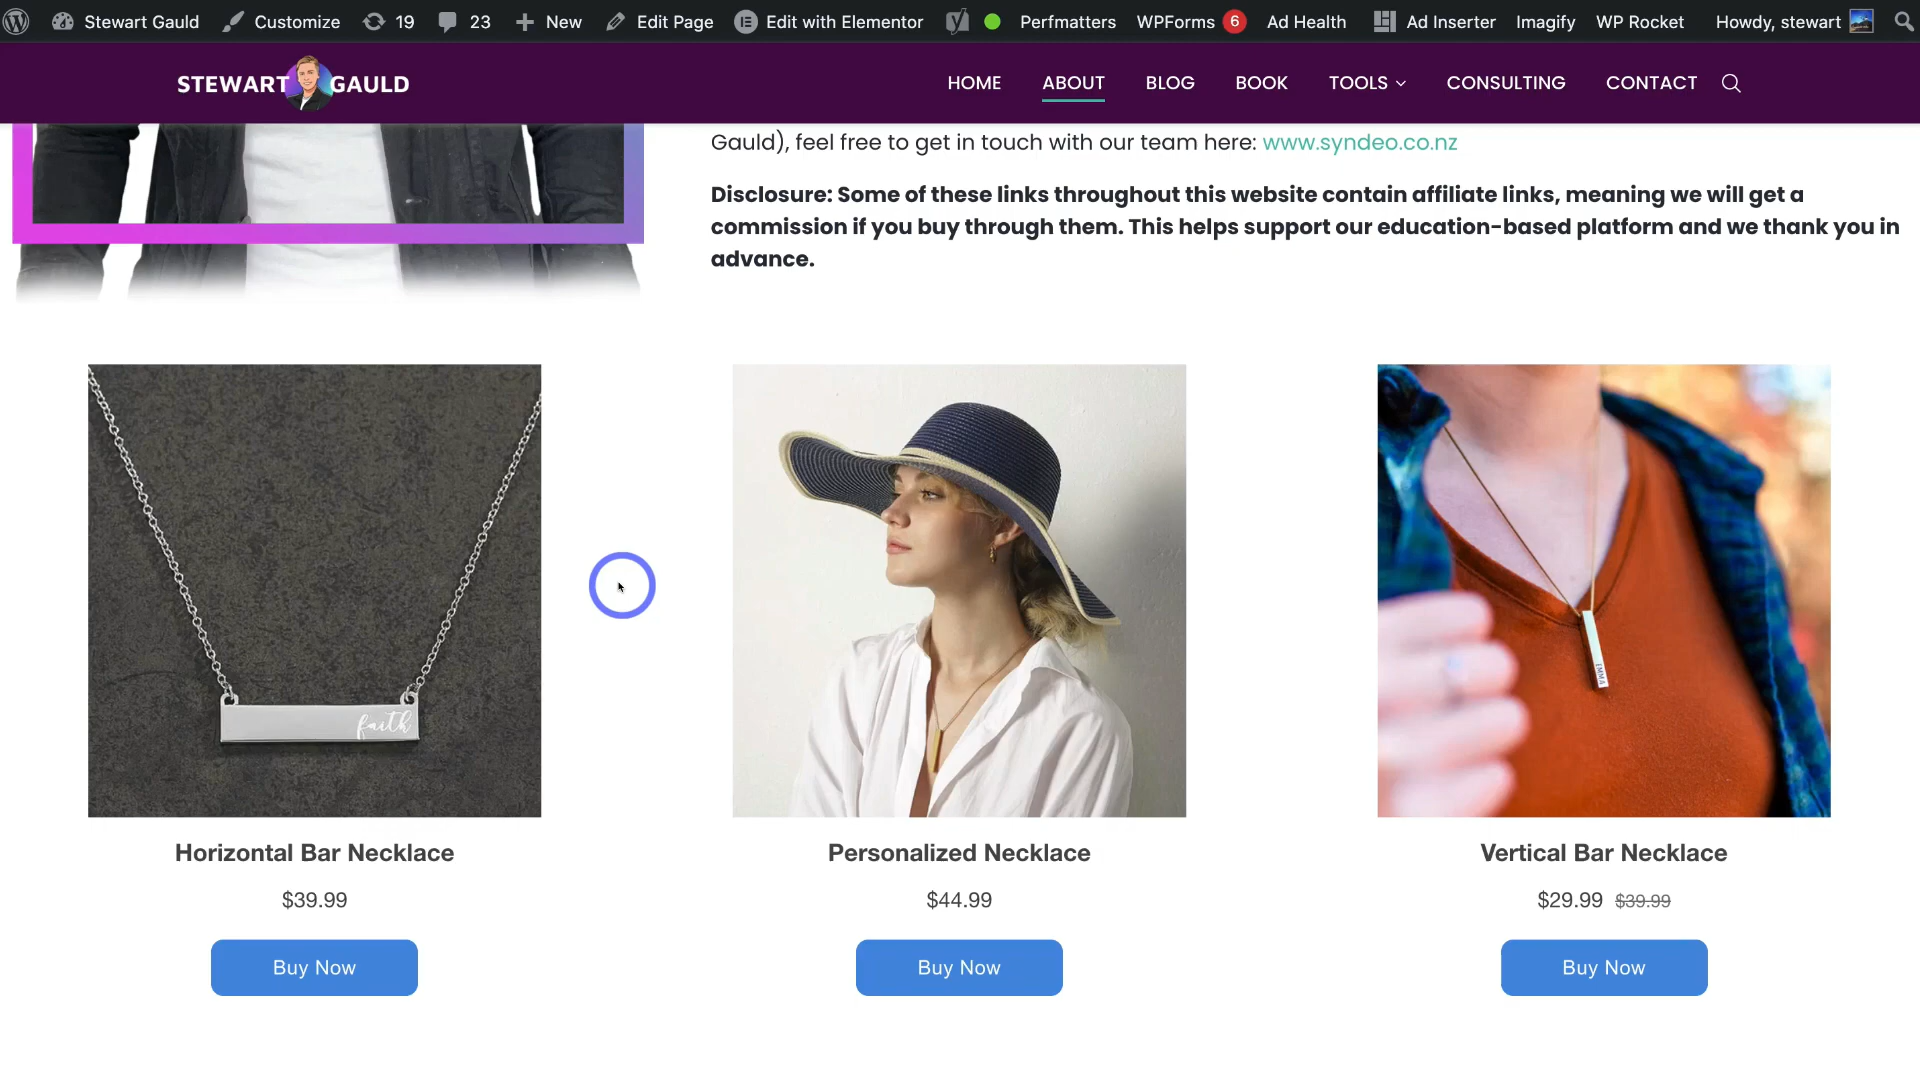 Stewart Gauld Customize 19 23 New Edit Page Edit with Elementor Perfmatters WPForms 6 Ad Health Ad Inserter Imagify WP Rocket Howdy, stewart
STEWART GAULD HOME ABOUT BLOG BOOK TOOLS CONSULTING CONTACT
Gauld), feel free to get in touch with our team here: www.syndeo.co.nz
Disclosure: Some of these links throughout this website contain affiliate links, meaning we will get a
commission if you buy through them. This helps support our education-based platform and we thank you in
advance.
faith
EMMA
Horizontal Bar Necklace
$39.99
Buy Now
Personalized Necklace
$44.99
Buy Now
Vertical Bar Necklace
$29.99 $39.99
Buy Now